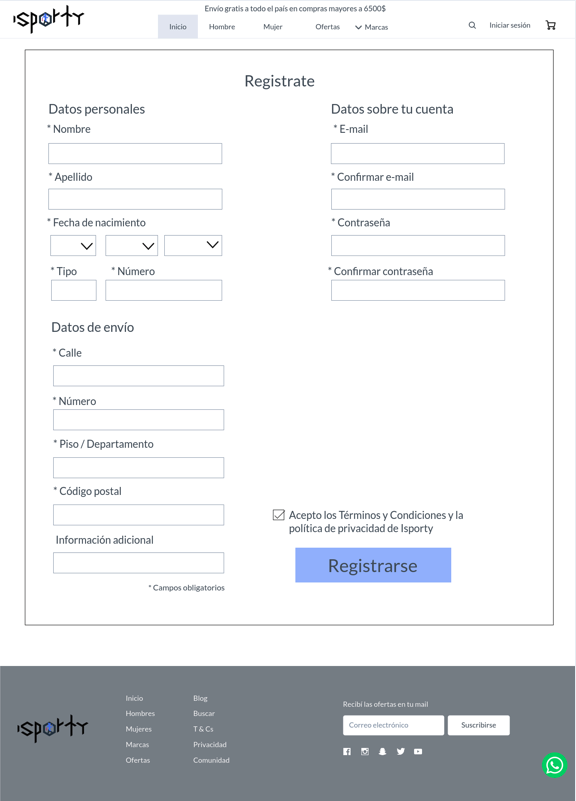 isporty
Envío gratis a todo el país en compras mayores a 6500$
Inicio
Hombre
Mujer
Ofertas
Marcas
Iniciar sesión
Registrate
Datos personales
* Nombre
* Apellido
* Fecha de nacimiento
* Tipo
* Número
Datos sobre tu cuenta
* E-mail
* Confirmar e-mail
* Contraseña
* Confirmar contraseña
Datos de envío
* Calle
* Número
* Piso / Departamento
* Código postal
Información adicional
* Campos obligatorios
Acepto los Términos y Condiciones y la
política de privacidad de Isporty
Registrarse
isporty
Inicio
Hombres
Mujeres
Marcas
Ofertas
Blog
Buscar
T & Cs
Privacidad
Comunidad
Recibí las ofertas en tu mail
Correo electrónico
Suscribirse